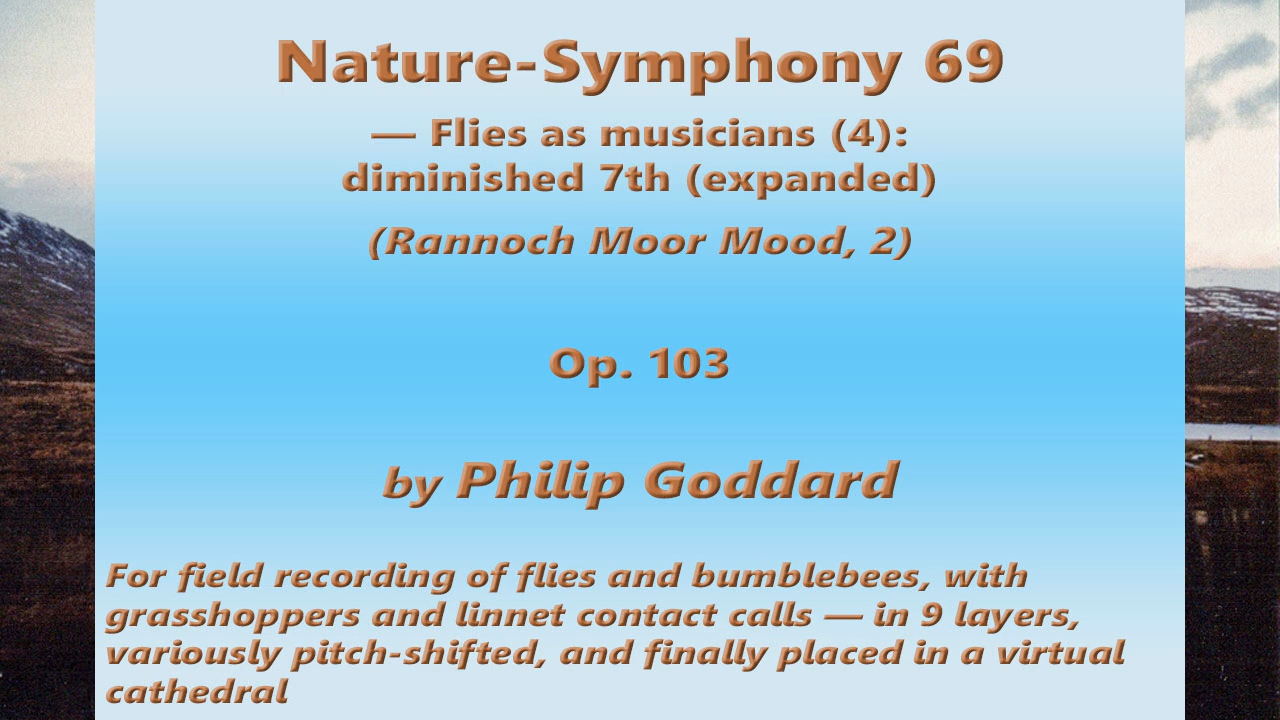 Nature-Symphony 69
— Flies as musicians (4):
diminished 7th (expanded)
(Rannoch Moor Mood, 2)
Op. 103
by Philip Goddard
For field recording of flies and bumblebees, with
grasshoppers and linnet contact calls — in 9 layers,
variously pitch-shifted, and finally placed in a virtual
cathedral